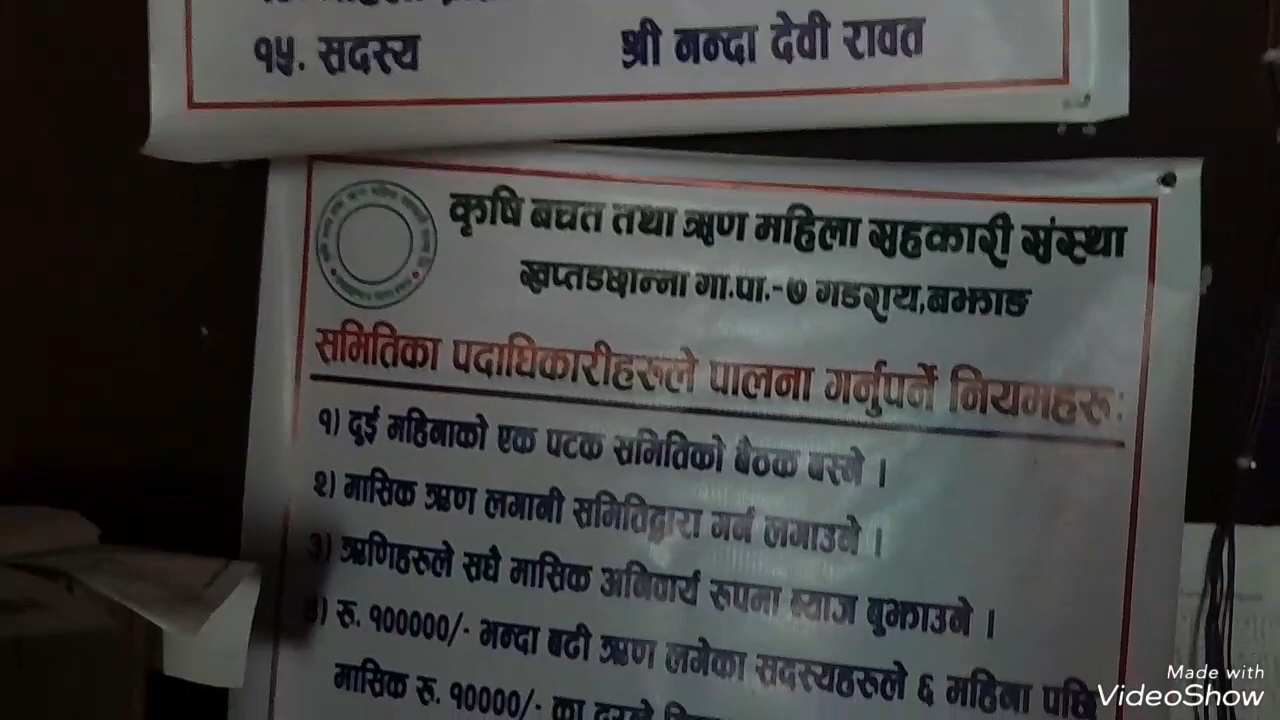 १५. सदस्य श्री नन्दा देवी रावत
कृषि बचत तथा ऋण महिला सहकारी संस्था
खप्तडछान्ना गा.पा.-७ गडराय,बझाङ
समितिका पदाधिकारीहरुले पालना गर्नुपर्ने नियमहरु:
१) दुई महिनाको एक पटक समितिको बैठक बस्ने ।
२) मासिक ऋण लगानी समितिद्वारा गर्न लगाउने ।
३) ऋणिहरुले सधै मासिक अनिवार्य रुपमा ब्याज बुझाउने ।
४) रु. १०००००/- भन्दा बढी ऋण लगेका सदस्यहरुले ६ महिना पछि
मासिक रु. १००००/- का दरले
Made with
VideoShow